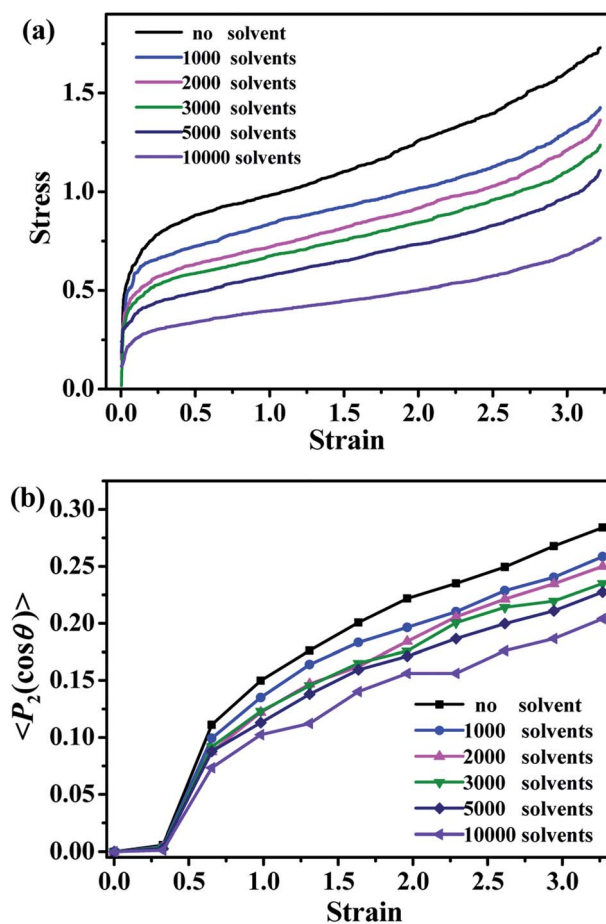 (a)
no solvent
1000 solvents
2000 solvents
3000 solvents
5000 solvents
10000 solvents
Stress
1.5
1.0
0.5
0.0
0.0 0.5 1.0 1.5 2.0 2.5 3.0
Strain
(b)
<P₂(cosθ)>
0.30
0.25
0.20
0.15
0.10
0.05
0.00
no solvent
1000 solvents
2000 solvents
3000 solvents
5000 solvents
10000 solvents
0.0 0.5 1.0 1.5 2.0 2.5 3.0
Strain